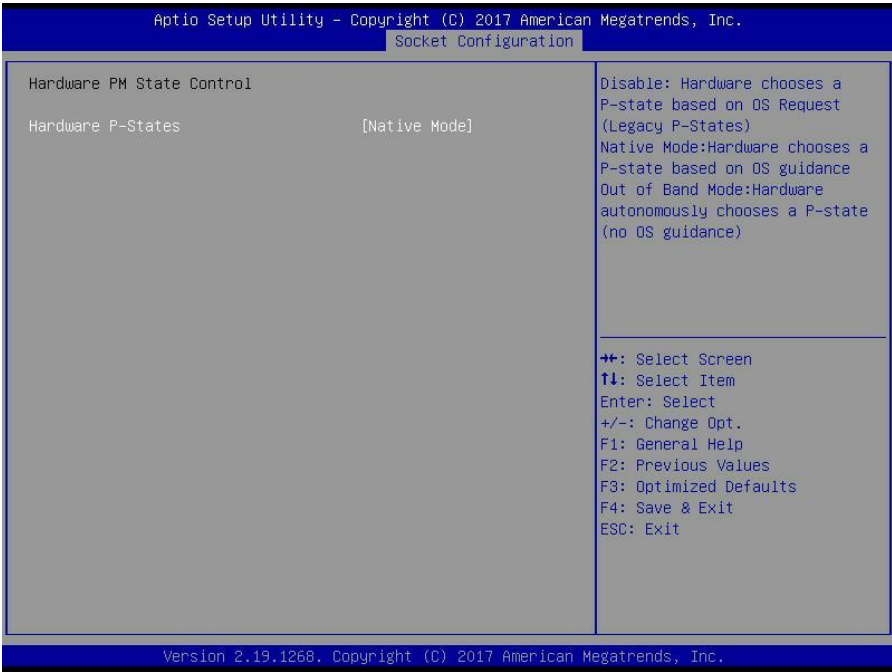 Aptio Setup Utility – Copyright (C) 2017 American Megatrends, Inc.
Socket Configuration
Hardware PM State Control
Hardware P-States [Native Mode]
Disable: Hardware chooses a
P-state based on OS Request
(Legacy P-States)
Native Mode:Hardware chooses a
P-state based on OS guidance
Out of Band Mode:Hardware
autonomously chooses a P-state
(no OS guidance)
→←: Select Screen
↑↓: Select Item
Enter: Select
+/-: Change Opt.
F1: General Help
F2: Previous Values
F3: Optimized Defaults
F4: Save & Exit
ESC: Exit
Version 2.19.1268. Copyright (C) 2017 American Megatrends, Inc.